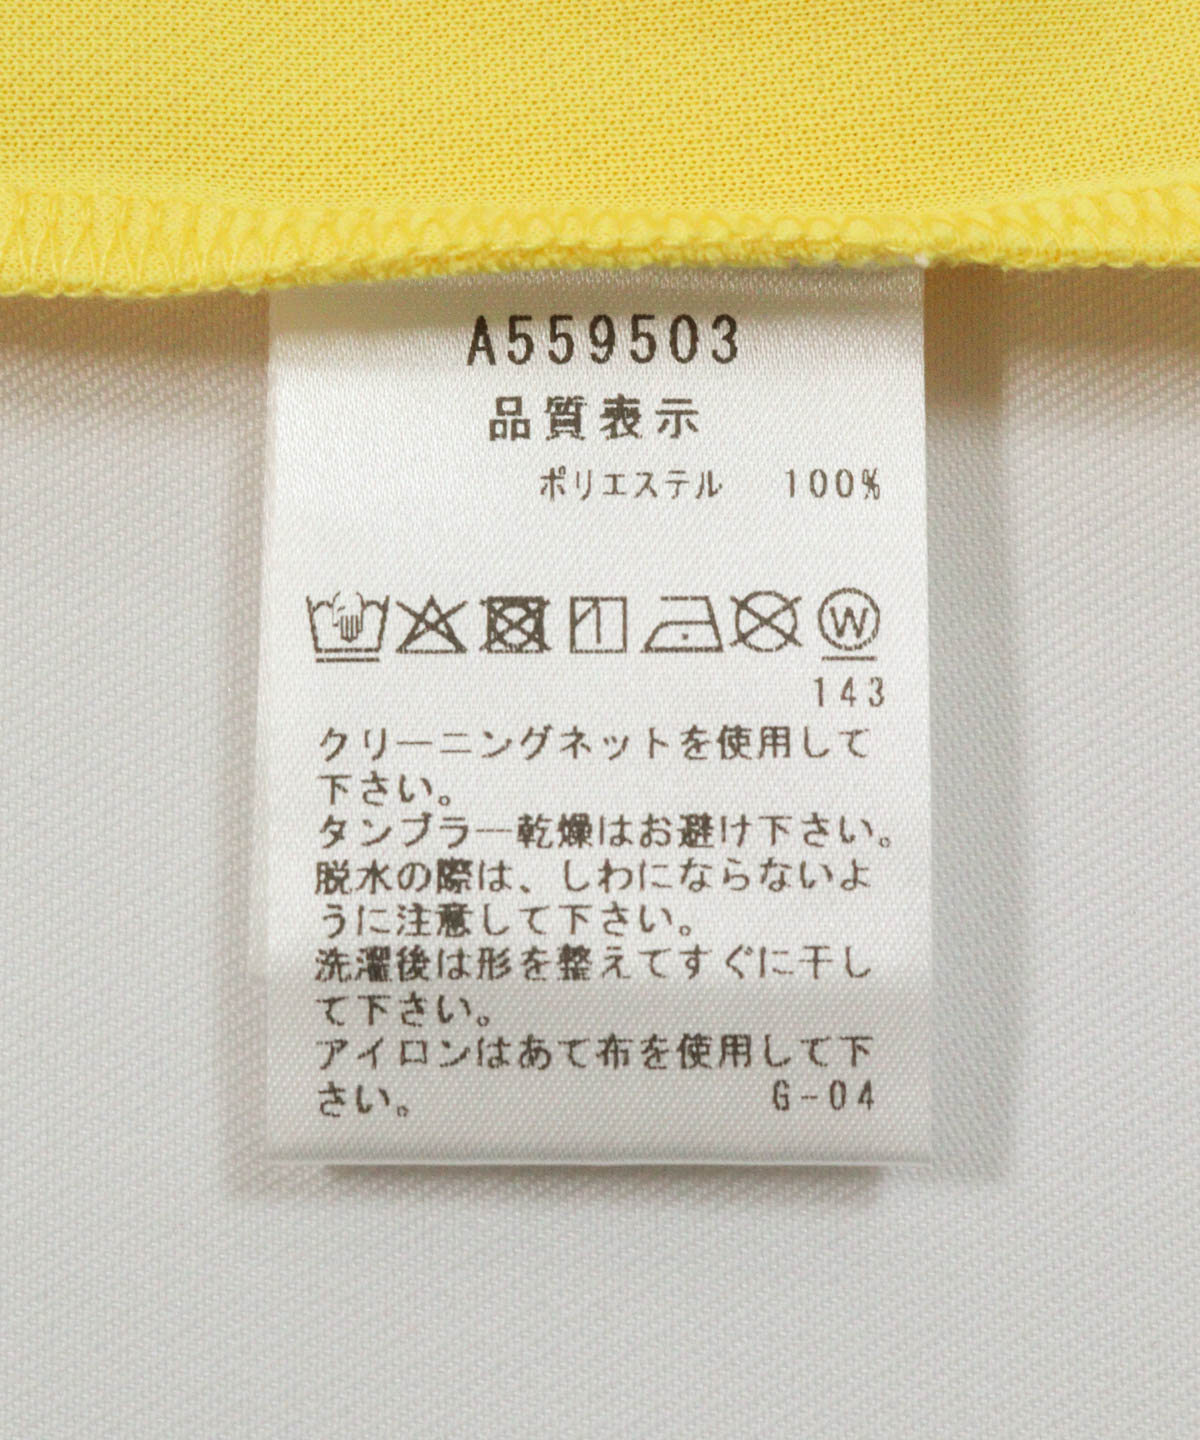 A559503
品質表示
ポリエステル 100%
W
143
クリーニングネットを使用して
下さい。
タンブラー乾燥はお避け下さい。
脱水の際は、しわにならないよ
うに注意して下さい。
洗濯後は形を整えてすぐに干し
て下さい。
アイロンはあて布を使用して下
さい。 G-04